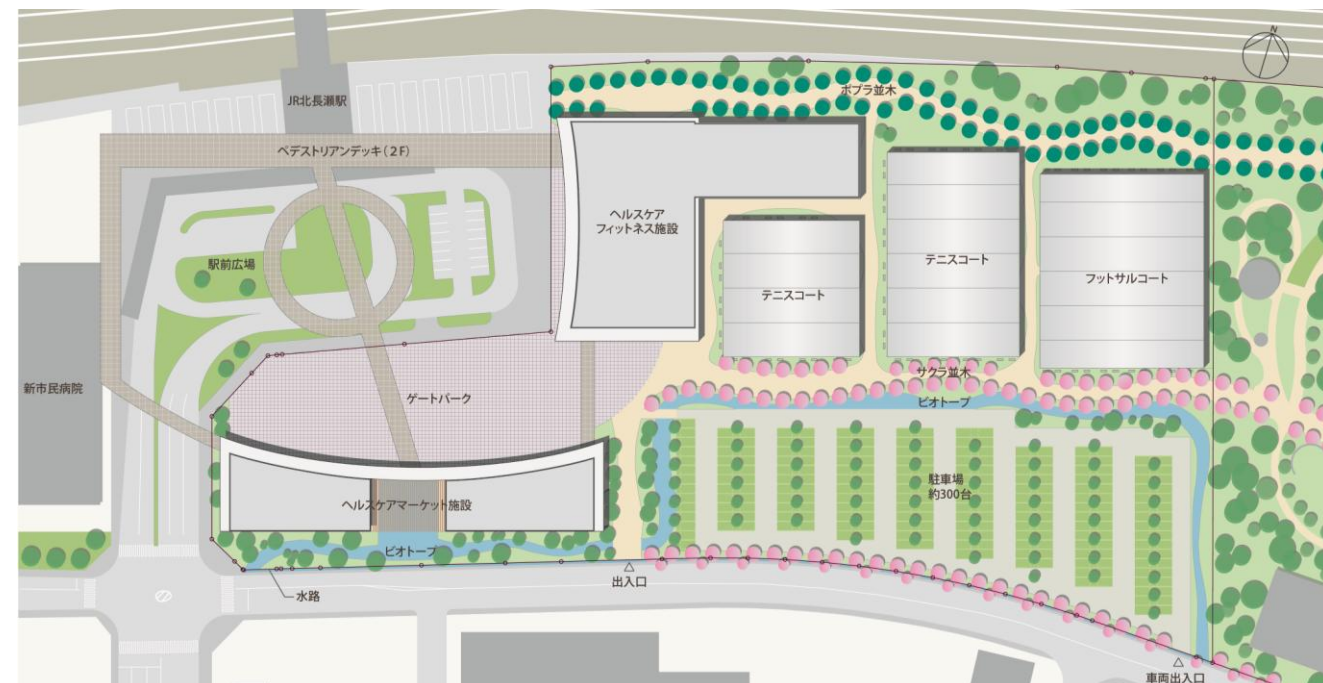 N
JR北長瀬駅
ポプラ並木
ペデストリアンデッキ(2F)
ヘルスケア
フィットネス施設
駅前広場
テニスコート
テニスコート
フットサルコート
サクラ並木
新市民病院
ゲートパーク
ビオトープ
駐車場
約300台
ヘルスケアマーケット施設
ビオトープ
出入口
水路
車両出入口